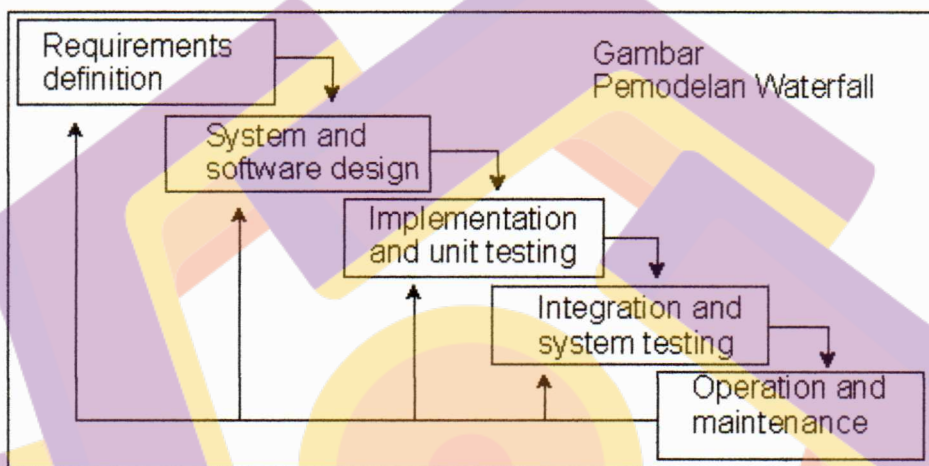 Requirements
definition
Gambar
Pemodelan Waterfall
System and
software design
Implementation
and unit testing
Integration and
system testing
Operation and
maintenance